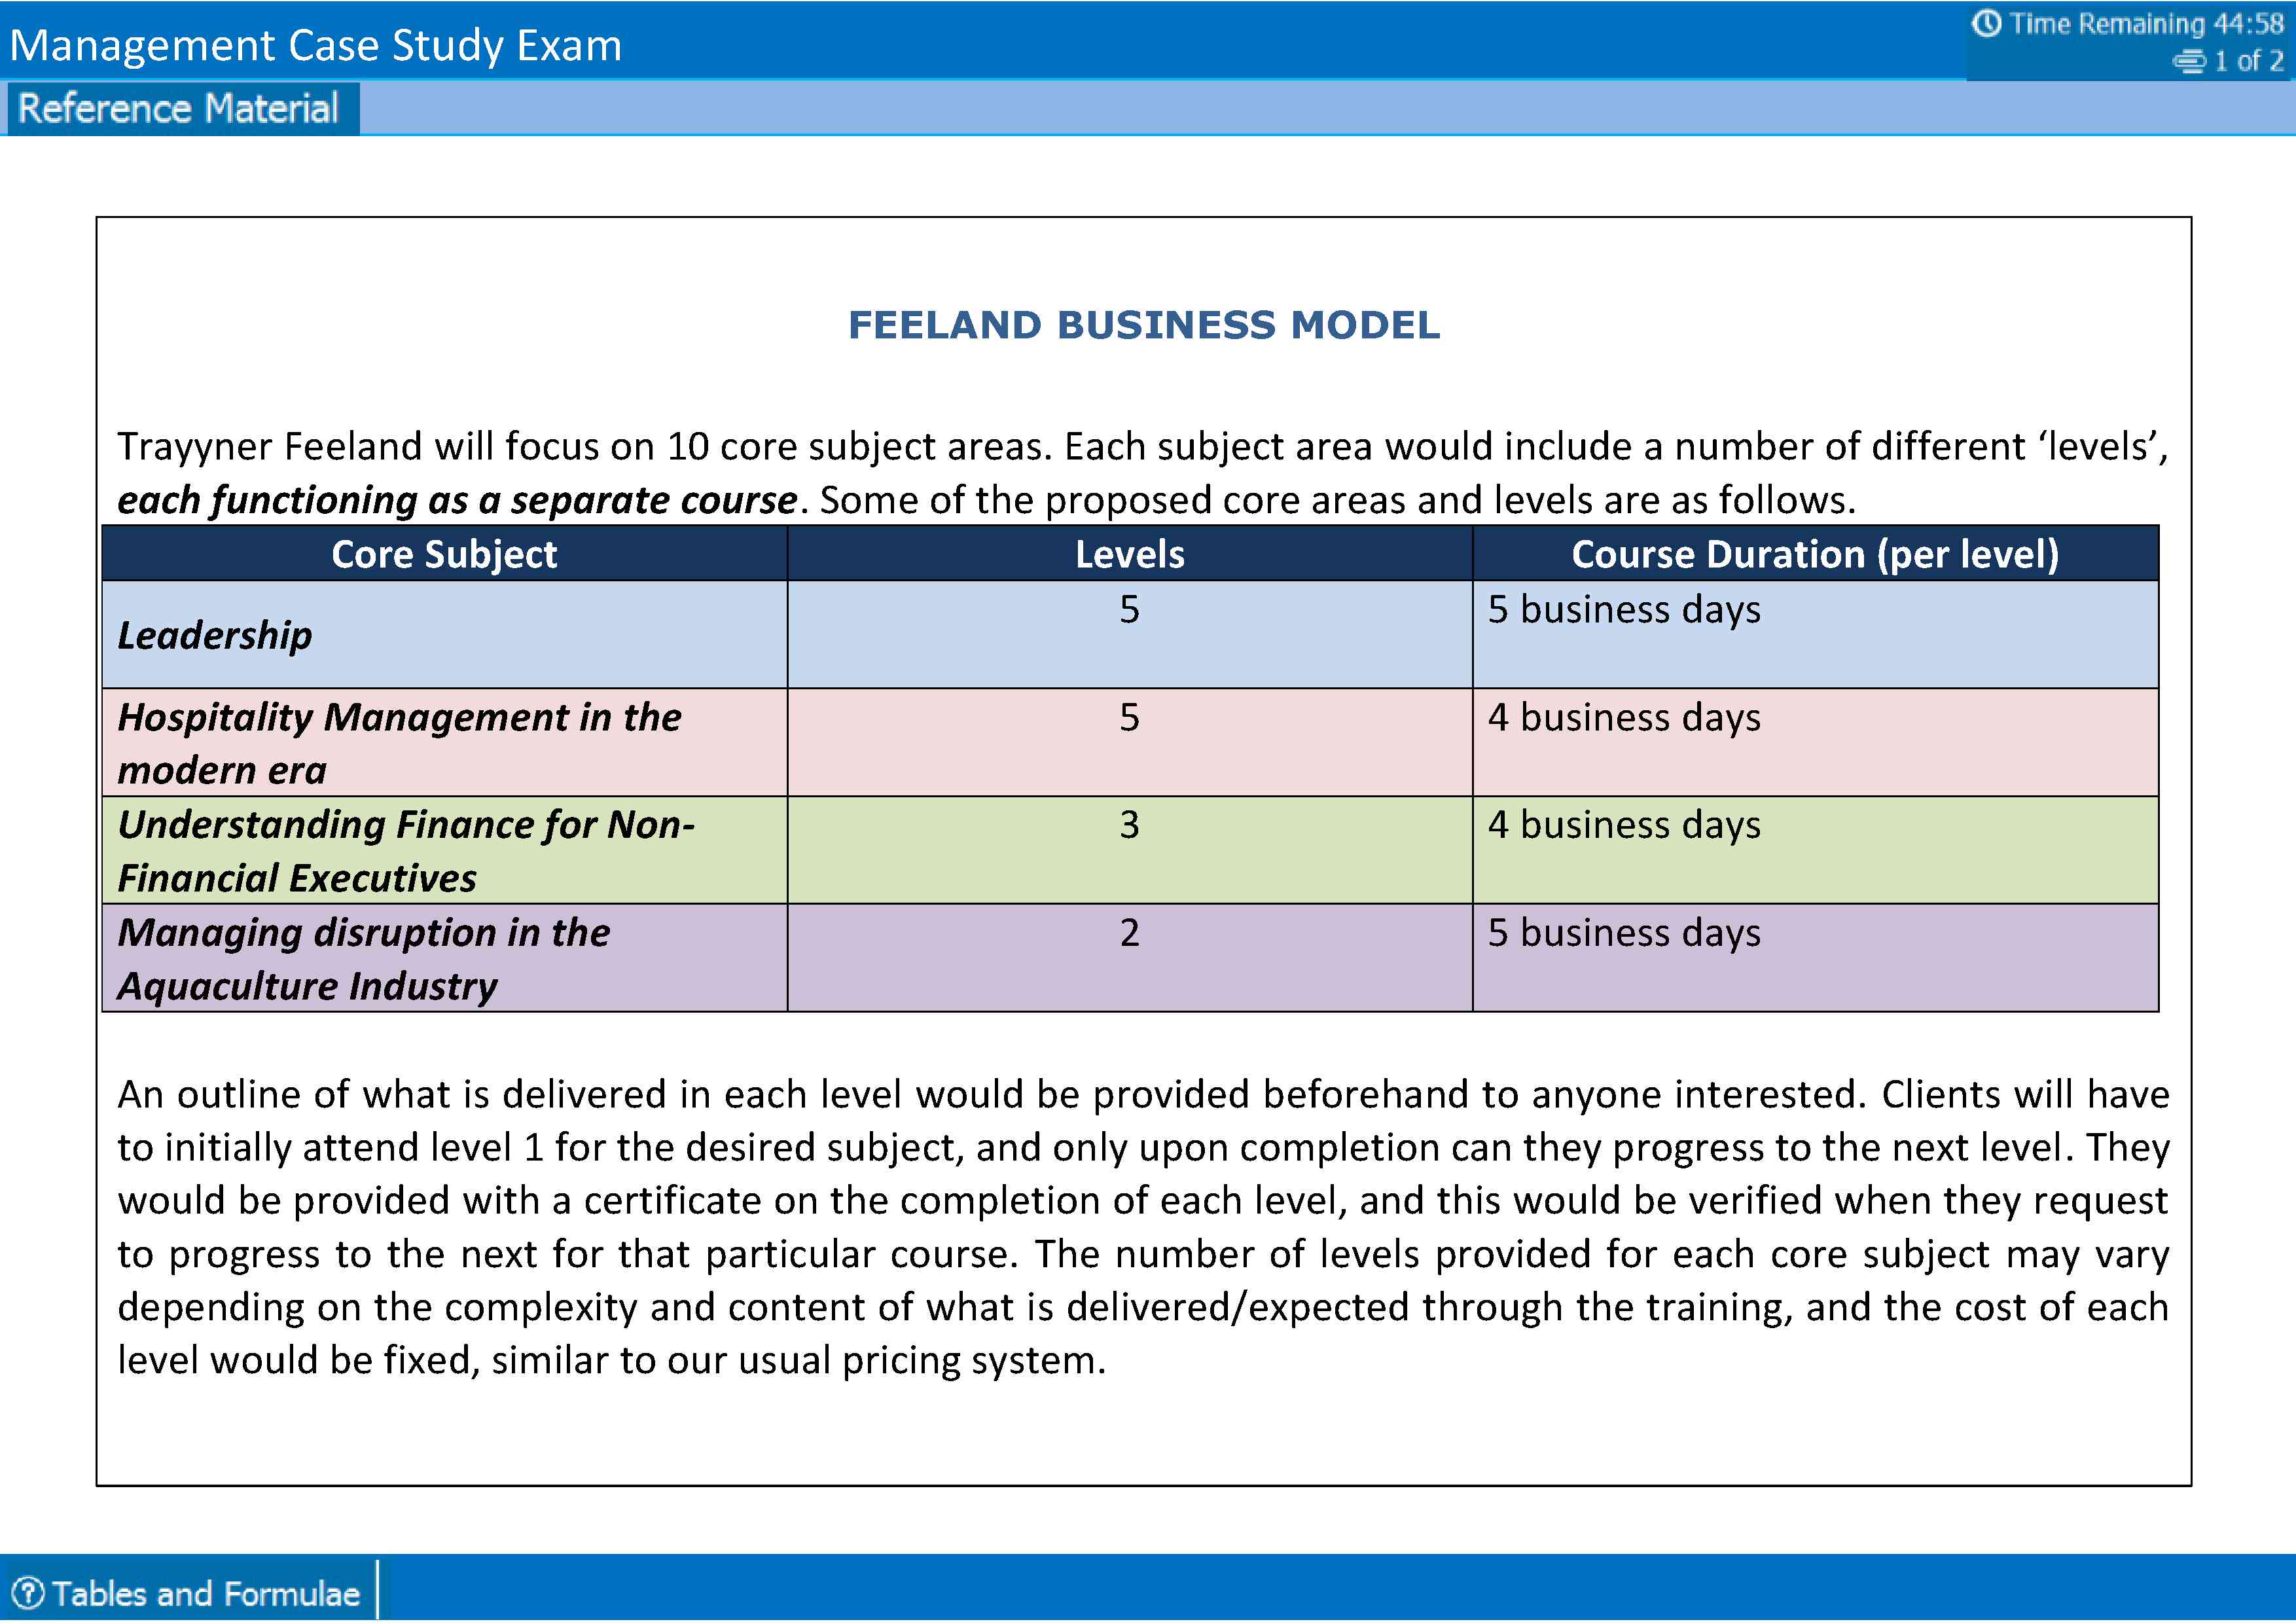 Management Case Study Exam
Time Remaining 44:58
1 of 2
Reference Material
FEELAND BUSINESS MODEL
Trayyner Feeland will focus on 10 core subject areas. Each subject area would include a number of different ‘levels’,
each functioning as a separate course. Some of the proposed core areas and levels are as follows.
Core Subject Levels Course Duration (per level)
Leadership 5 5 business days
Hospitality Management in the 5 4 business days
modern era
Understanding Finance for Non- 3 4 business days
Financial Executives
Managing disruption in the 2 5 business days
Aquaculture Industry
An outline of what is delivered in each level would be provided beforehand to anyone interested. Clients will have
to initially attend level 1 for the desired subject, and only upon completion can they progress to the next level. They
would be provided with a certificate on the completion of each level, and this would be verified when they request
to progress to the next for that particular course. The number of levels provided for each core subject may vary
depending on the complexity and content of what is delivered/expected through the training, and the cost of each
level would be fixed, similar to our usual pricing system.
Tables and Formulae